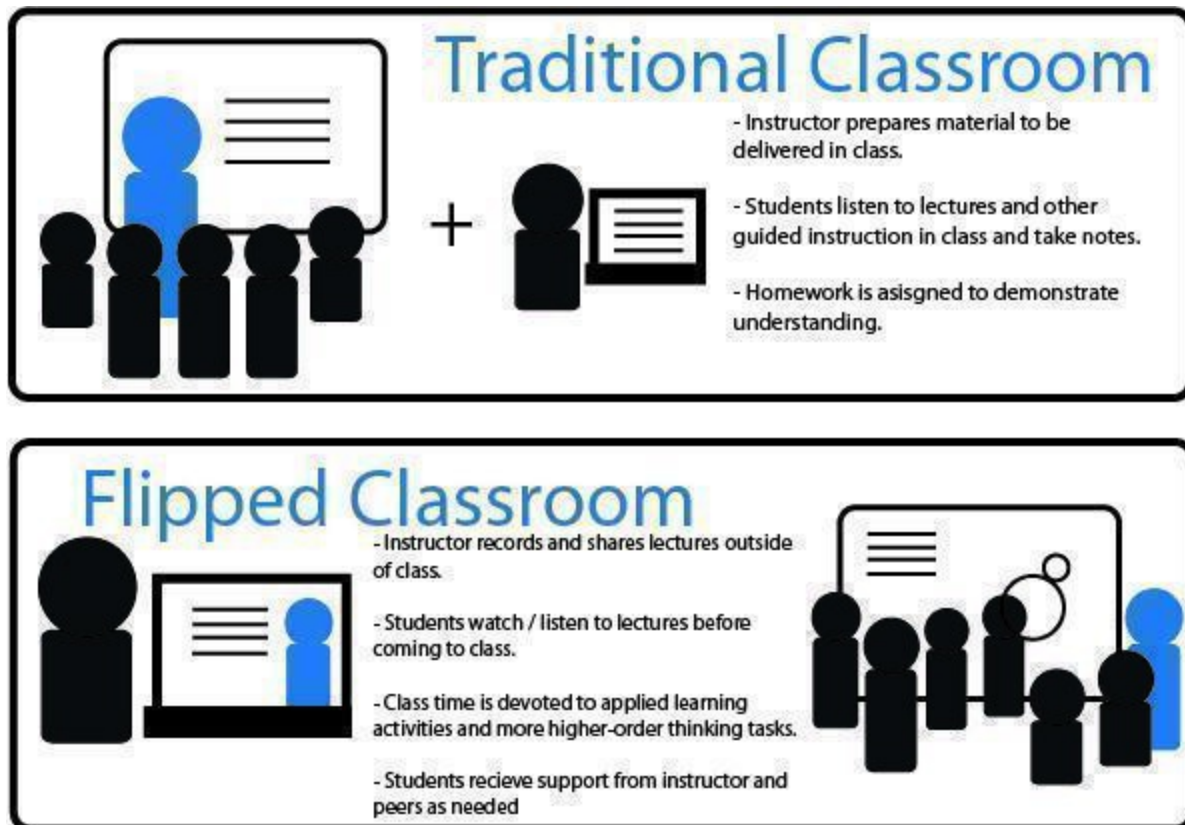 Traditional Classroom
- Instructor prepares material to be
delivered in class.
- Students listen to lectures and other
guided instruction in class and take notes.
- Homework is asisgned to demonstrate
understanding.
Flipped Classroom
- Instructor records and shares lectures outside
of class.
- Students watch / listen to lectures before
coming to class.
- Class time is devoted to applied learning
activities and more higher-order thinking tasks.
- Students recieve support from instructor and
peers as needed